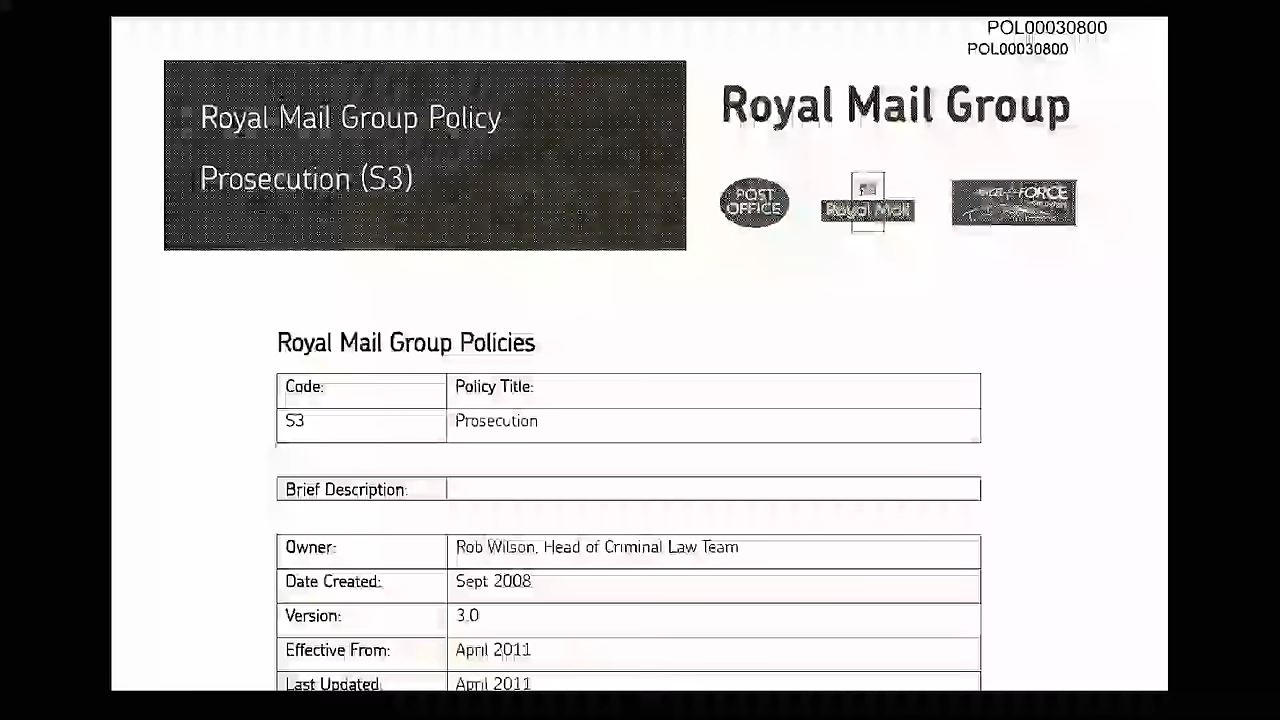 POL00030800
POL00030800
Royal Mail Group Policy
Prosecution (S3)
Royal Mail Group
POST
OFFICE
Royal Mail
FORCE
Royal Mail Group Policies
Code: Policy Title:
S3 Prosecution
Brief Description:
Owner: Rob Wilson, Head of Criminal Law Team
Date Created: Sept 2008
Version: 3.0
Effective From: April 2011
Last Updated: April 2011